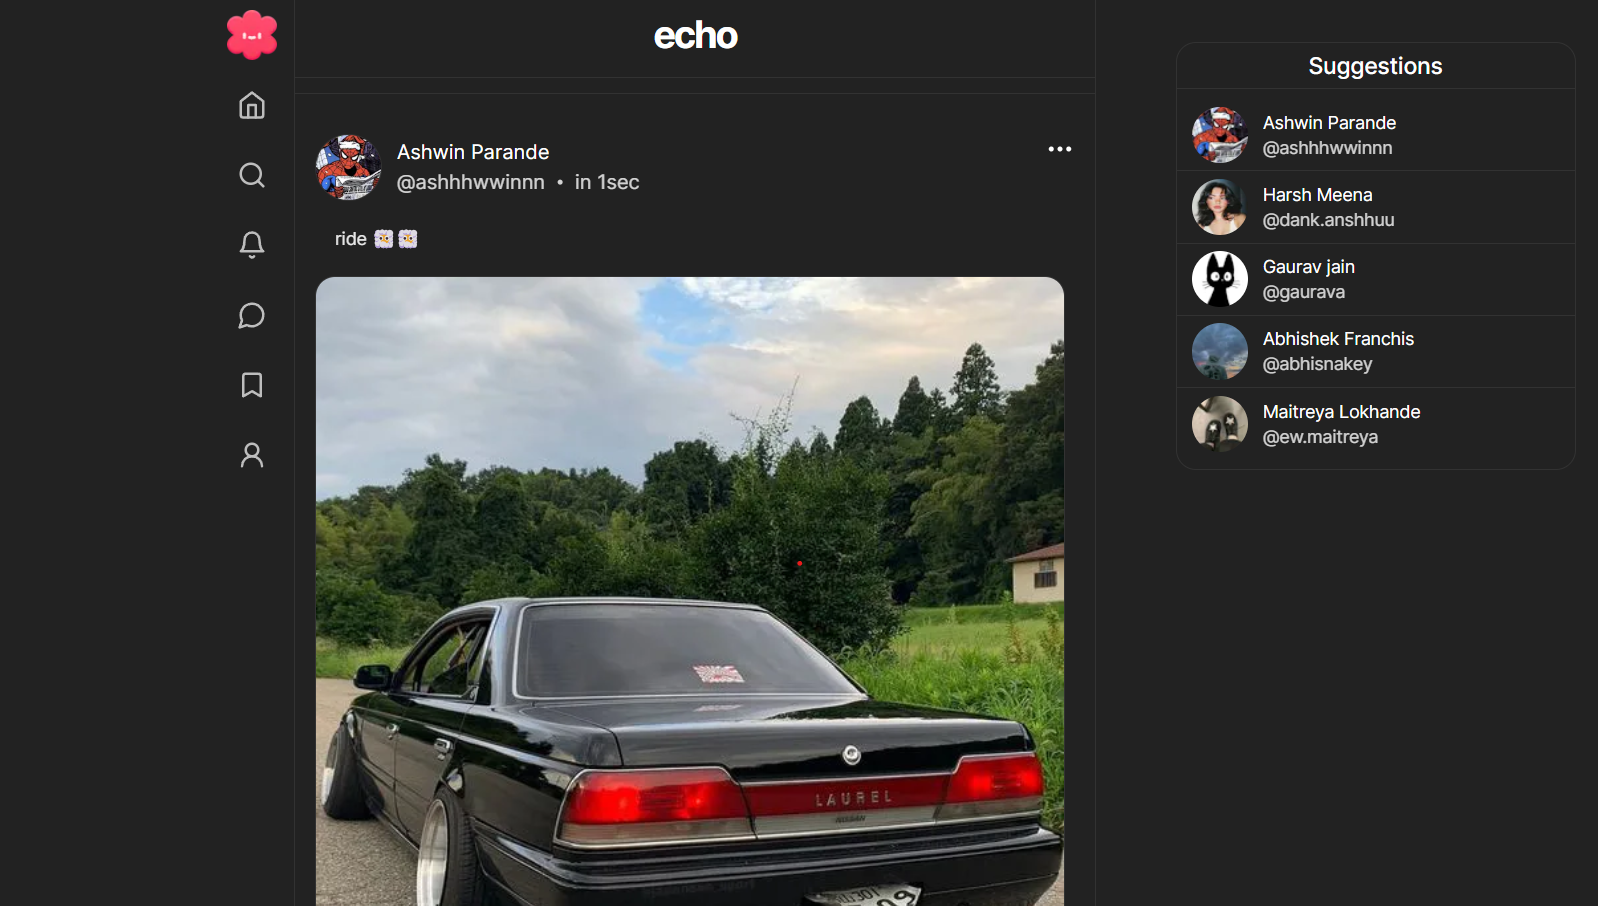 echo
Ashwin Parande
@ashhhwwinnn • in 1sec
ride
LAUREL
NISSAN
Suggestions
Ashwin Parande
@ashhhwwinnn
Harsh Meena
@dank.anshhuu
Gaurav jain
@gaurava
Abhishek Franchis
@abhisnakey
Maitreya Lokhande
@ew.maitreya